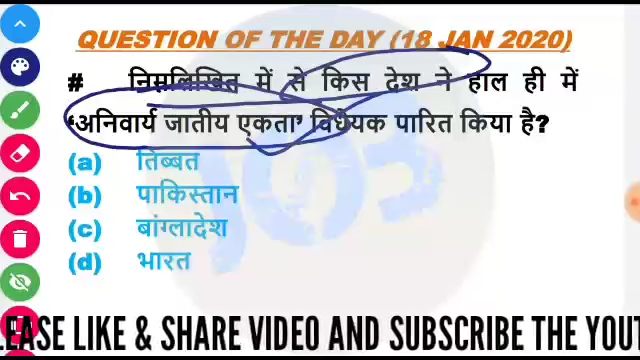 QUESTION OF THE DAY (18 JAN 2020)
# निम्नलिखित में से किस देश ने हाल ही में
'अनिवार्य जातीय एकता' विधेयक पारित किया है?
(a) तिब्बत
(b) पाकिस्तान
(c) बांग्लादेश
(d) भारत
LEASE LIKE & SHARE VIDEO AND SUBSCRIBE THE YOUT